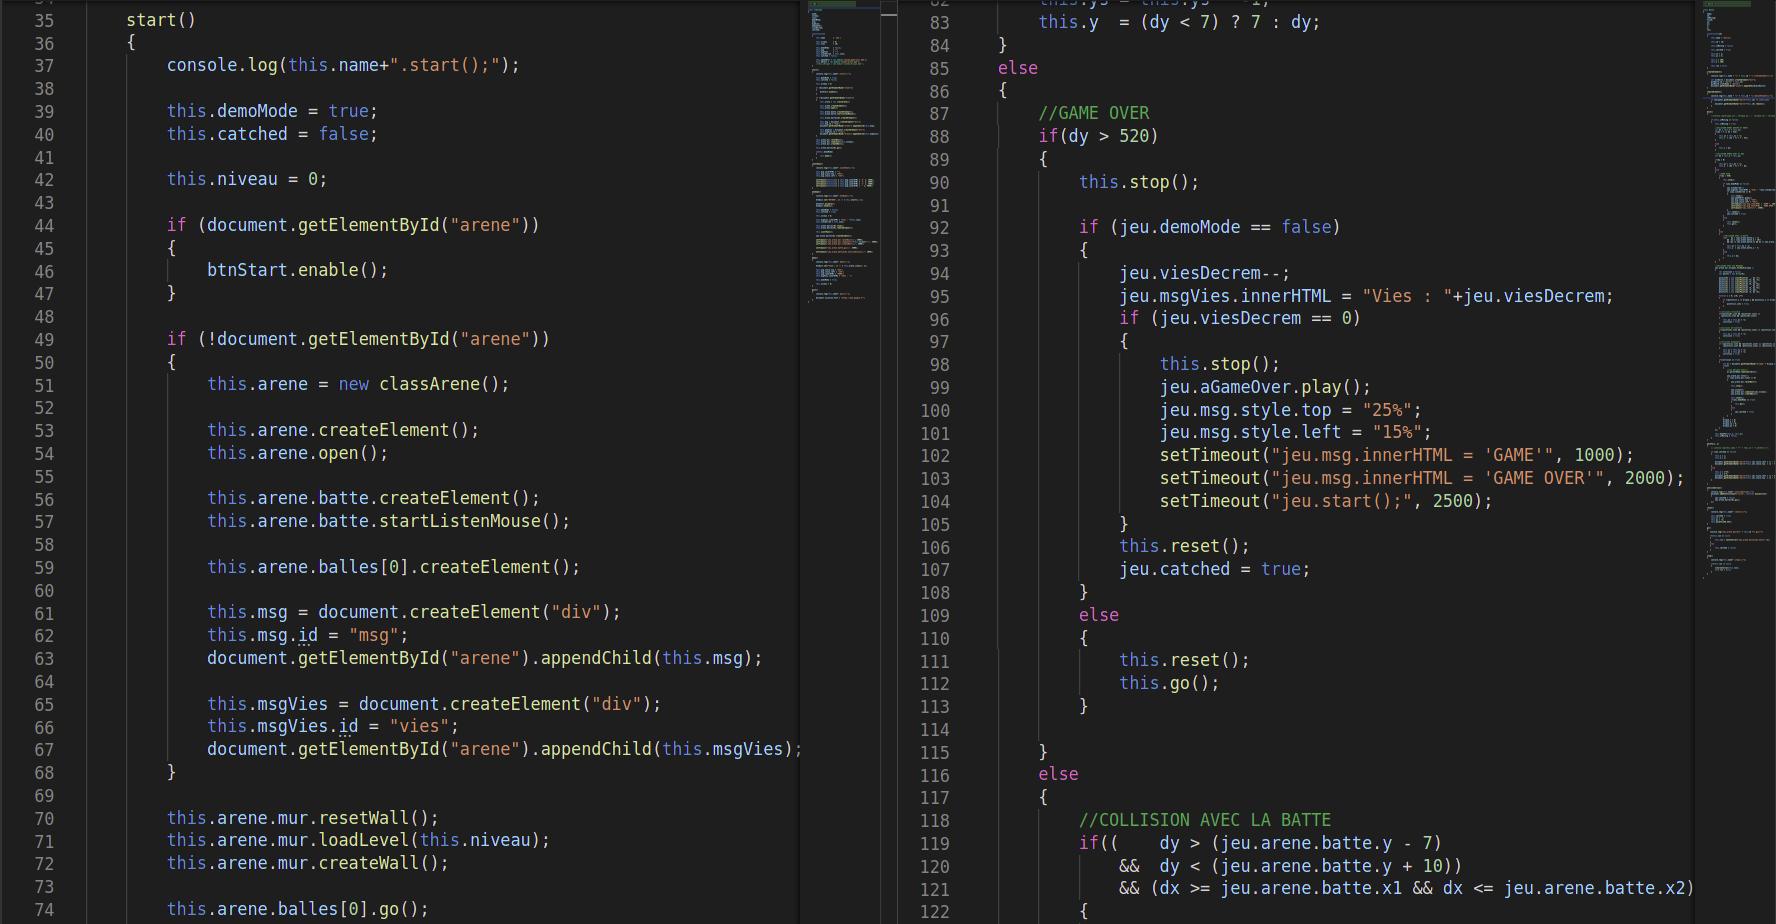 35 start()
36 {
37 console.log(this.name+".start();");
38
39 this.demoMode = true;
40 this.catched = false;
41
42 this.niveau = 0;
43
44 if (document.getElementById("arene"))
45 {
46 btnStart.enable();
47 }
48
49 if (!document.getElementById("arene"))
50 {
51 this.arene = new classArene();
52
53 this.arene.createElement();
54 this.arene.open();
55
56 this.arene.batte.createElement();
57 this.arene.batte.startListenMouse();
58
59 this.arene.balles[0].createElement();
60
61 this.msg = document.createElement("div");
62 this.msg.id = "msg";
63 document.getElementById("arene").appendChild(this.msg);
64
65 this.msgVies = document.createElement("div");
66 this.msgVies.id = "vies";
67 document.getElementById("arene").appendChild(this.msgVies);
68 }
69
70 this.arene.mur.resetWall();
71 this.arene.mur.loadLevel(this.niveau);
72 this.arene.mur.createWall();
73
74 this.arene.balles[0].go();
83 this.y = (dy < 7) ? 7 : dy;
84 }
85 else
86 {
87 //GAME OVER
88 if(dy > 520)
89 {
90 this.stop();
91
92 if (jeu.demoMode == false)
93 {
94 jeu.viesDecrem--;
95 jeu.msgVies.innerHTML = "Vies : "+jeu.viesDecrem;
96 if (jeu.viesDecrem == 0)
97 {
98 this.stop();
99 jeu.aGameOver.play();
100 jeu.msg.style.top = "25%";
101 jeu.msg.style.left = "15%";
102 setTimeout("jeu.msg.innerHTML = 'GAME'", 1000);
103 setTimeout("jeu.msg.innerHTML = 'GAME OVER'", 2000);
104 setTimeout("jeu.start();", 2500);
105 }
106 this.reset();
107 jeu.catched = true;
108 }
109 else
110 {
111 this.reset();
112 this.go();
113 }
114
115 }
116 else
117 {
118 //COLLISION AVEC LA BATTE
119 if(( dy > (jeu.arene.batte.y - 7)
120 && dy < (jeu.arene.batte.y + 10))
121 && (dx >= jeu.arene.batte.x1 && dx <= jeu.arene.batte.x2)
122 {